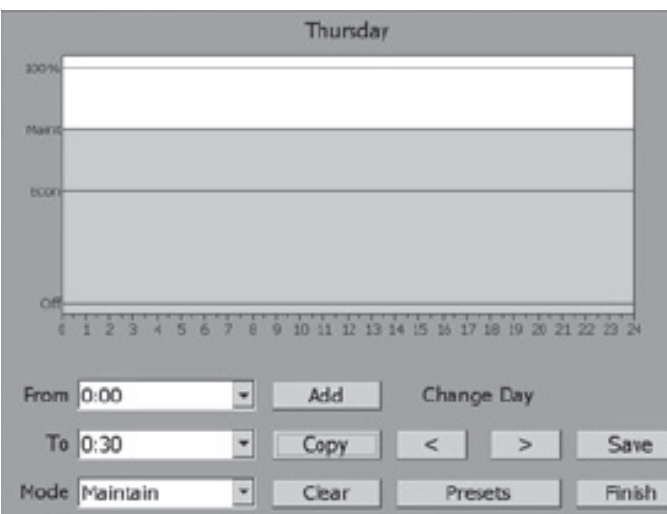 Thursday
100%
Maint
Econ
Off
0 1 2 3 4 5 6 7 8 9 10 11 12 13 14 15 16 17 18 19 20 21 22 23 24
From 0:00 Add Change Day
To 0:30 Copy < > Save
Mode Maintain Clear Presets Finish